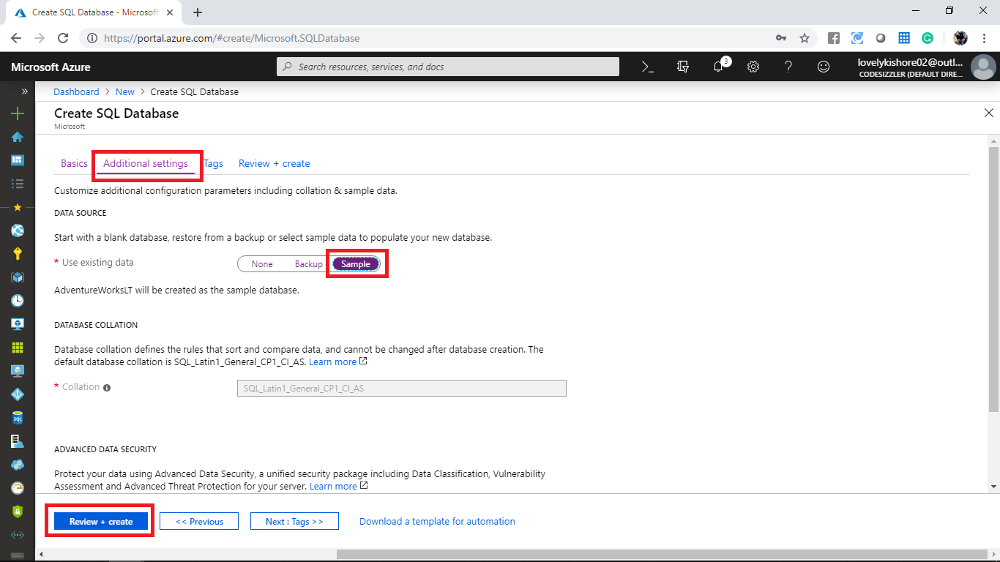 Create SQL Database - Microsoft
https://portal.azure.com/#create/Microsoft.SQLDatabase
Microsoft Azure
Search resources, services, and docs
3
lovelykishore02@outl...
CODESIZZLER (DEFAULT DIRE...
Dashboard > New > Create SQL Database
Create SQL Database
Microsoft
Basics Additional settings Tags Review + create
Customize additional configuration parameters including collation & sample data.
DATA SOURCE
Start with a blank database, restore from a backup or select sample data to populate your new database.
* Use existing data None Backup Sample
AdventureWorksLT will be created as the sample database.
DATABASE COLLATION
Database collation defines the rules that sort and compare data, and cannot be changed after database creation. The
default database collation is SQL_Latin1_General_CP1_CI_AS. Learn more
* Collation SQL_Latin1_General_CP1_CI_AS
ADVANCED DATA SECURITY
Protect your data using Advanced Data Security, a unified security package including Data Classification, Vulnerability
Assessment and Advanced Threat Protection for your server. Learn more
Review + create << Previous Next : Tags >> Download a template for automation
SQL